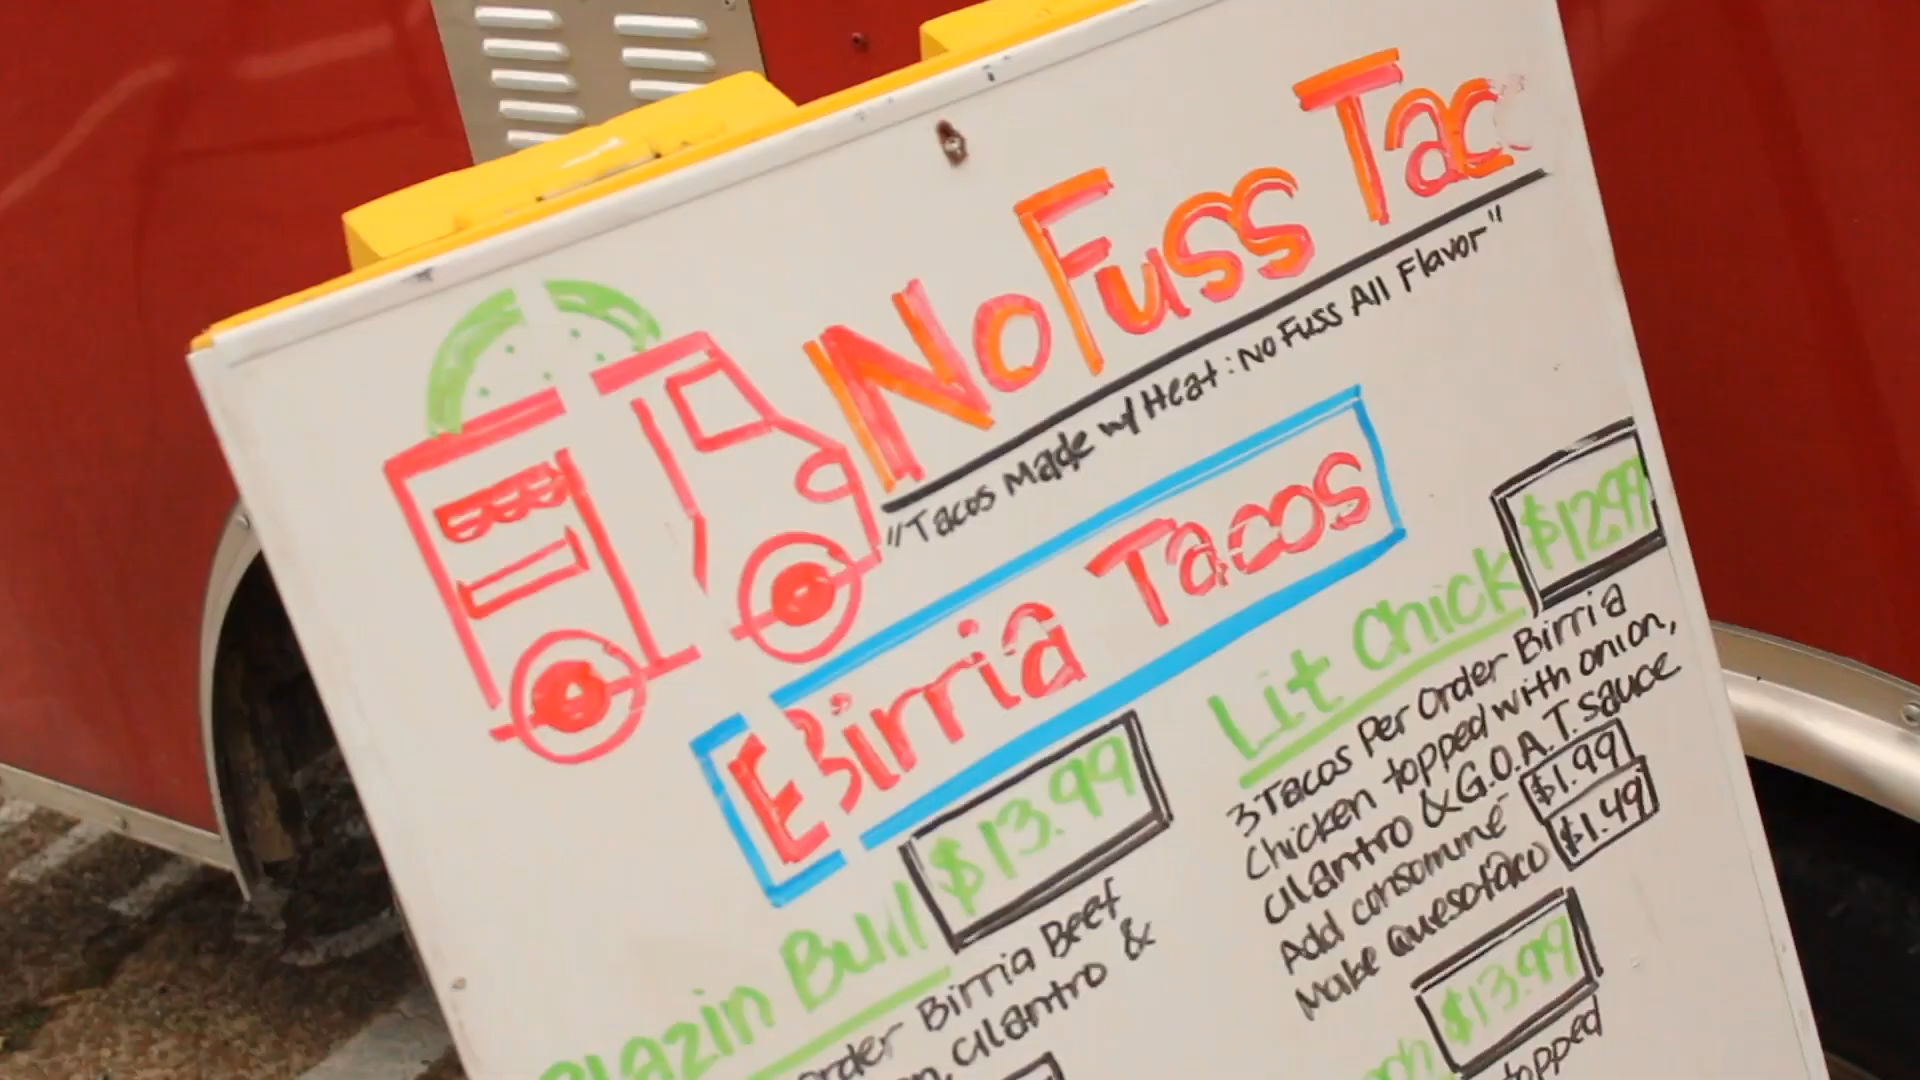 No Fuss Tac
"Tacos Made w/ Heat : No Fuss All Flavor"
Birria Tacos
Blazin Bull $13.99
order Birria Beef
cilantro &
Lit Chick $12.99
3 Tacos Per Order Birria
chicken topped with onion,
cilantro & G.O.A.T. sauce
Add consommé $1.99
Make Quesotaco $1.49
$13.99
topped